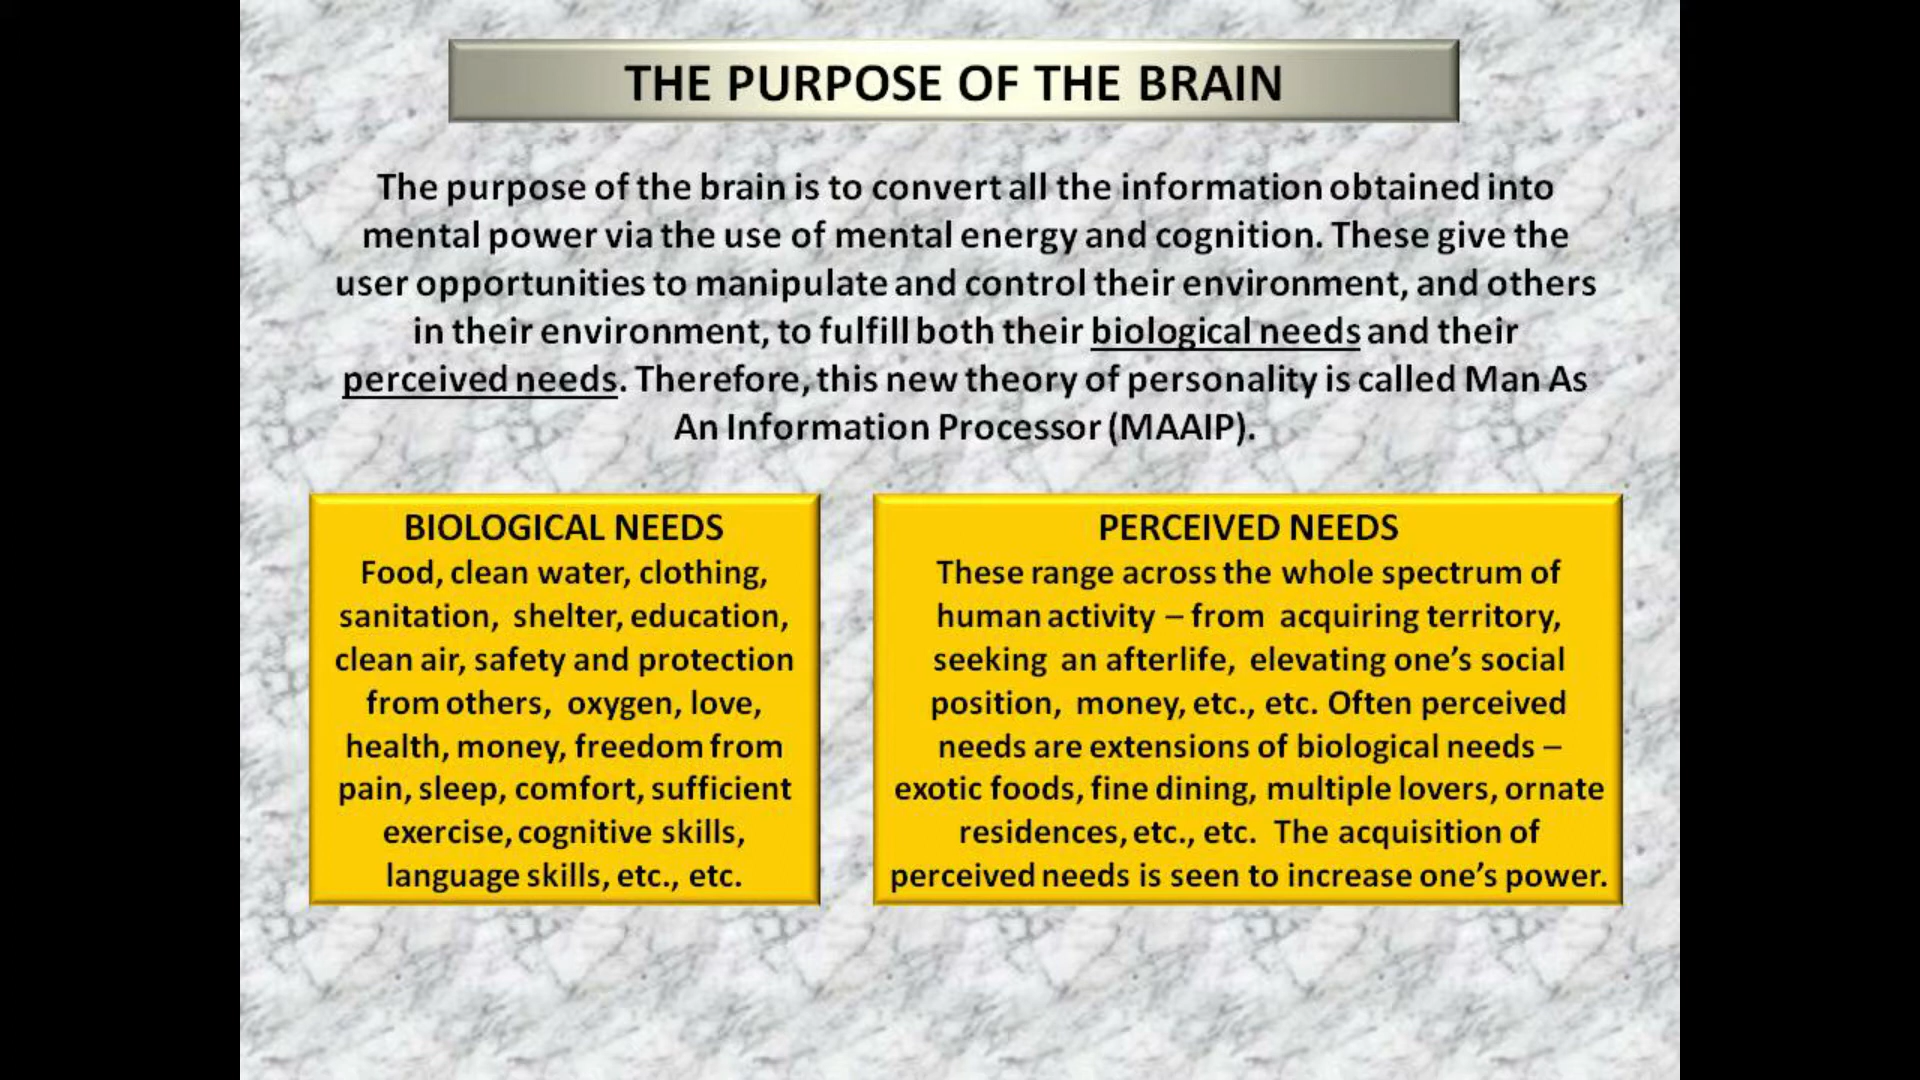 THE PURPOSE OF THE BRAIN
The purpose of the brain is to convert all the information obtained into
mental power via the use of mental energy and cognition. These give the
user opportunities to manipulate and control their environment, and others
in their environment, to fulfill both their biological needs and their
perceived needs. Therefore, this new theory of personality is called Man As
An Information Processor (MAAIP).
BIOLOGICAL NEEDS
Food, clean water, clothing,
sanitation, shelter, education,
clean air, safety and protection
from others, oxygen, love,
health, money, freedom from
pain, sleep, comfort, sufficient
exercise, cognitive skills,
language skills, etc., etc.
PERCEIVED NEEDS
These range across the whole spectrum of
human activity – from acquiring territory,
seeking an afterlife, elevating one's social
position, money, etc., etc. Often perceived
needs are extensions of biological needs –
exotic foods, fine dining, multiple lovers, ornate
residences, etc., etc. The acquisition of
perceived needs is seen to increase one's power.